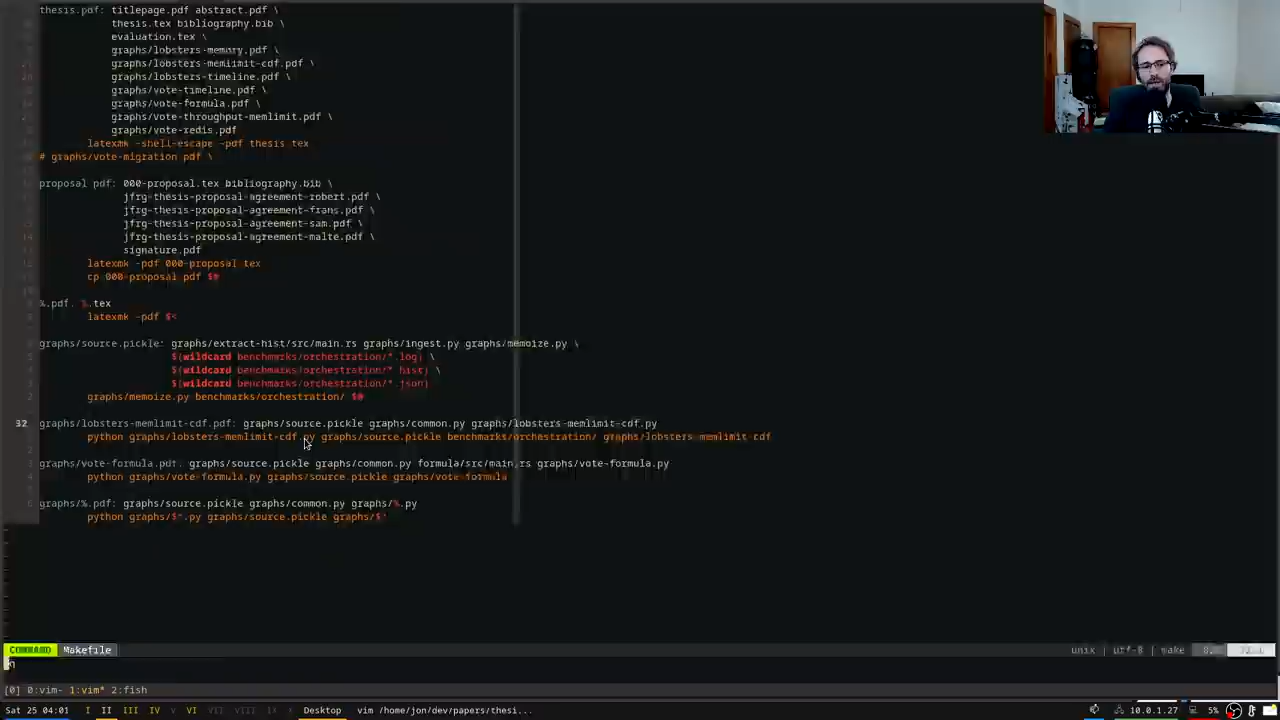 thesis.pdf: titlepage.pdf abstract.pdf \
thesis.tex bibliography.bib \
evaluation.tex \
graphs/lobsters-memory.pdf \
graphs/lobsters-memlimit-cdf.pdf \
graphs/lobsters-timeline.pdf \
graphs/vote-timeline.pdf \
graphs/vote-formula.pdf \
graphs/vote-throughput-memlimit.pdf \
graphs/vote-redis.pdf
latexmk -shell-escape -pdf thesis tex
# graphs/vote-migration pdf \
proposal pdf: 000-proposal.tex bibliography.bib \
jfrg-thesis-proposal-agreement-robert.pdf \
jfrg-thesis-proposal-agreement-frans.pdf \
jfrg-thesis-proposal-agreement-sam.pdf \
jfrg-thesis-proposal-agreement-malte.pdf \
signature.pdf
latexmk -pdf 000-proposal tex
cp 000-proposal pdf $@
%.pdf. %.tex
latexmk -pdf $<
graphs/source.pickle: graphs/extract-hist/src/main.rs graphs/ingest.py graphs/memoize.py \
$(wildcard benchmarks/orchestration/*.log) \
$(wildcard benchmarks/orchestration/* hist) \
$(wildcard benchmarks/orchestration/*.json)
2 graphs/memoize.py benchmarks/orchestration/ $@
32 graphs/lobsters-memlimit-cdf.pdf: graphs/source.pickle graphs/common.py graphs/lobsters-memlimit-cdf.py
python graphs/lobsters-memlimit-cdf.py graphs/source.pickle benchmarks/orchestration/ graphs/lobsters memlimit cdf
graphs/vote-formula.pdf. graphs/source.pickle graphs/common.py formula/src/main.rs graphs/vote-formula.py
python graphs/vote-formula.py graphs/source.pickle graphs/vote formula
graphs/%.pdf: graphs/source.pickle graphs/common.py graphs/%.py
python graphs/$*.py graphs/source.pickle graphs/$*
COMMAND Makefile unix | utf-8 | make
[0] 0:vim- 1:vim* 2:fish
Sat 25 04:01 I II III IV V VI VII VIII IX X Desktop vim /home/jon/dev/papers/thesi... 10.0.1.27 5%